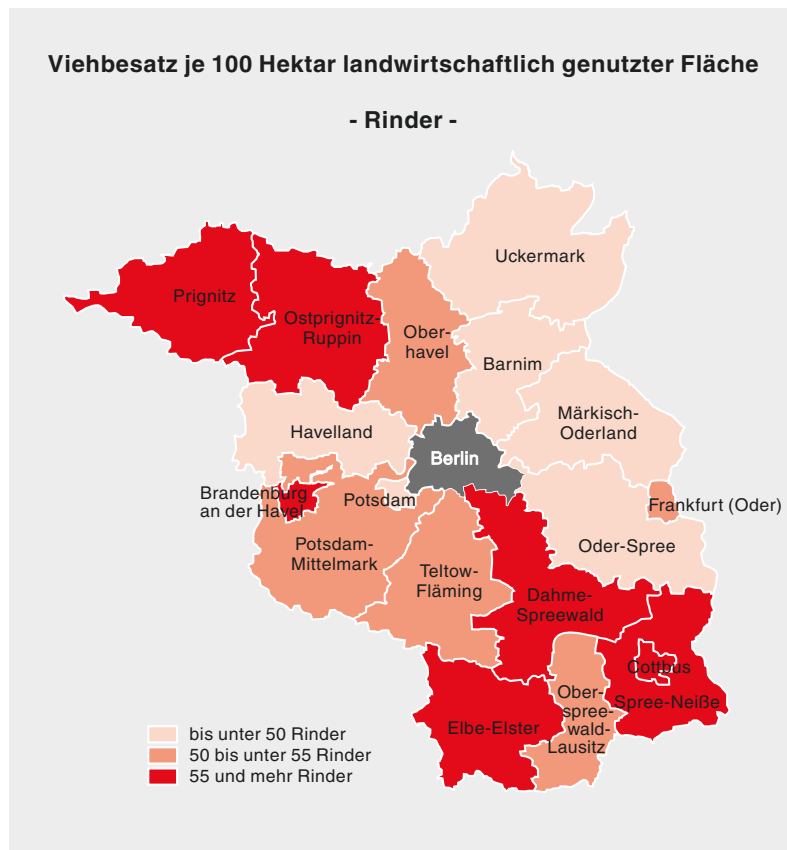 Viehbesatz je 100 Hektar landwirtschaftlich genutzter Fläche
- Rinder -
Uckermark
Prignitz
Ostprignitz-
Ruppin
Ober-
havel
Barnim
Märkisch-
Oderland
Havelland
Berlin
Brandenburg
an der Havel
Potsdam
Frankfurt (Oder)
Potsdam-
Mittelmark
Oder-Spree
Teltow-
Fläming
Dahme-
Spreewald
Cottbus
Spree-Neiße
Elbe-Elster
Ober-
spree-
wald-
Lausitz
bis unter 50 Rinder
50 bis unter 55 Rinder
55 und mehr Rinder